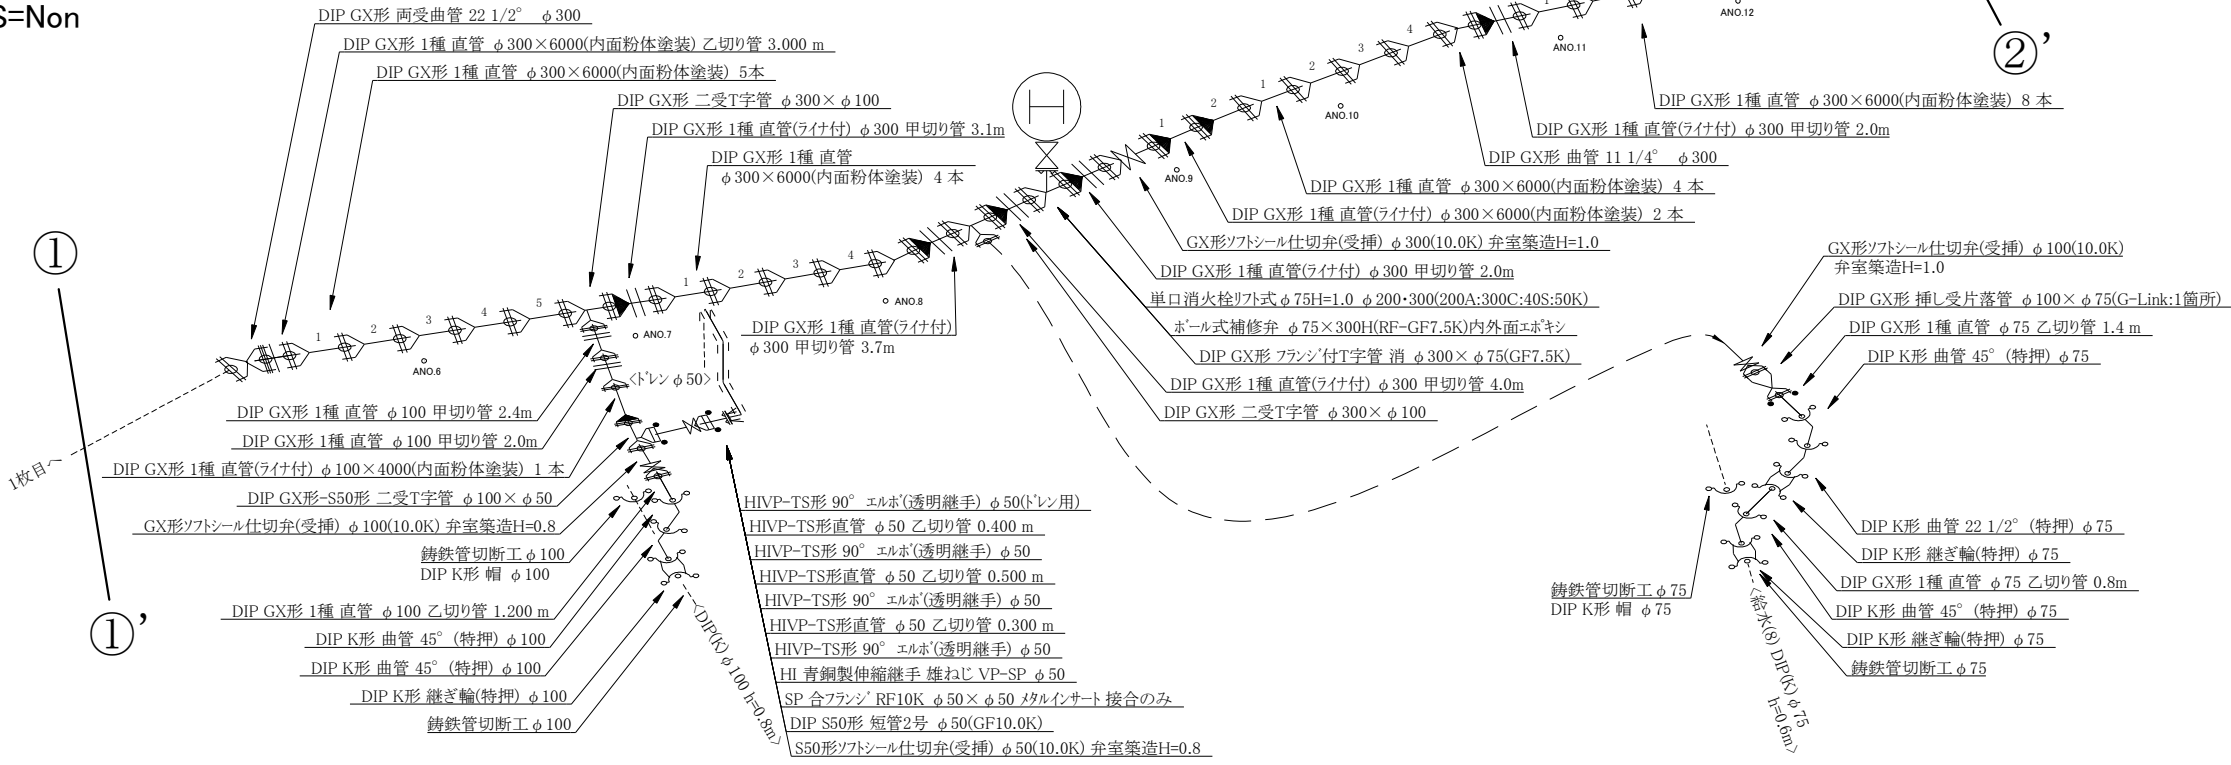 S=Non
DIP GX形 両受曲管 22 1/2° φ300
DIP GX形 1種 直管 φ300×6000(内面粉体塗装) 乙切り管 3.000 m
DIP GX形 1種 直管 φ300×6000(内面粉体塗装) 5本
DIP GX形 二受T字管 φ300×φ100
DIP GX形 1種 直管(ライナ付) φ300 甲切り管 3.1m
DIP GX形 1種 直管
φ300×6000(内面粉体塗装) 4 本
H
ANO.12
ANO.11
ANO.10
ANO.9
ANO.8
ANO.7
ANO.6
②'
DIP GX形 1種 直管 φ300×6000(内面粉体塗装) 8 本
DIP GX形 1種 直管(ライナ付) φ300 甲切り管 2.0m
DIP GX形 曲管 11 1/4° φ300
DIP GX形 1種 直管 φ300×6000(内面粉体塗装) 4 本
DIP GX形 1種 直管(ライナ付) φ300×6000(内面粉体塗装) 2 本
GX形ソフトシール仕切弁(受挿) φ300(10.0K) 弁室築造H=1.0
DIP GX形 1種 直管(ライナ付) φ300 甲切り管 2.0m
単口消火栓リフト式φ75H=1.0 φ200・300(200A:300C:40S:50K)
ボール式補修弁 φ75×300H(RF-GF7.5K)内外面エポキシ
DIP GX形 フランジ付T字管 消 φ300×φ75(GF7.5K)
DIP GX形 1種 直管(ライナ付) φ300 甲切り管 4.0m
DIP GX形 二受T字管 φ300×φ100
DIP GX形 1種 直管(ライナ付)
φ300 甲切り管 3.7m
1 2 3 4 5 1 2 3 4
1 2 1 2 3 4 1
①
①'
1枚目へ
〈ドレンφ50〉
DIP GX形 1種 直管 φ100 甲切り管 2.4m
DIP GX形 1種 直管 φ100 甲切り管 2.0m
DIP GX形 1種 直管(ライナ付) φ100×4000(内面粉体塗装) 1 本
DIP GX形-S50形 二受T字管 φ100×φ50
GX形ソフトシール仕切弁(受挿) φ100(10.0K) 弁室築造H=0.8
鋳鉄管切断工φ100
DIP K形 帽 φ100
DIP GX形 1種 直管 φ100 乙切り管 1.200 m
DIP K形 曲管 45° (特押) φ100
DIP K形 曲管 45° (特押) φ100
DIP K形 継ぎ輪(特押) φ100
鋳鉄管切断工φ100
〈DIP(K)φ100 h=0.8m〉
HIVP-TS形 90° エルボ(透明継手) φ50(ドレン用)
HIVP-TS形直管 φ50 乙切り管 0.400 m
HIVP-TS形 90° エルボ(透明継手) φ50
HIVP-TS形直管 φ50 乙切り管 0.500 m
HIVP-TS形 90° エルボ(透明継手) φ50
HIVP-TS形直管 φ50 乙切り管 0.300 m
HIVP-TS形 90° エルボ(透明継手) φ50
HI 青銅製伸縮継手 雄ねじ VP-SP φ50
SP 合フランジ RF10K φ50×φ50 メタルインサート 接合のみ
DIP S50形 短管2号 φ50(GF10.0K)
S50形ソフトシール仕切弁(受挿) φ50(10.0K) 弁室築造H=0.8
GX形ソフトシール仕切弁(受挿) φ100(10.0K)
弁室築造H=1.0
DIP GX形 挿し受片落管 φ100×φ75(G-Link:1箇所)
DIP GX形 1種 直管 φ75 乙切り管 1.4 m
DIP K形 曲管 45° (特押) φ75
DIP K形 曲管 22 1/2° (特押) φ75
DIP K形 継ぎ輪(特押) φ75
DIP GX形 1種 直管 φ75 乙切り管 0.8m
DIP K形 曲管 45° (特押) φ75
DIP K形 継ぎ輪(特押) φ75
鋳鉄管切断工φ75
鋳鉄管切断工φ75
DIP K形 帽 φ75
〈給水(8) DIP(K)φ75
h=0.6m〉